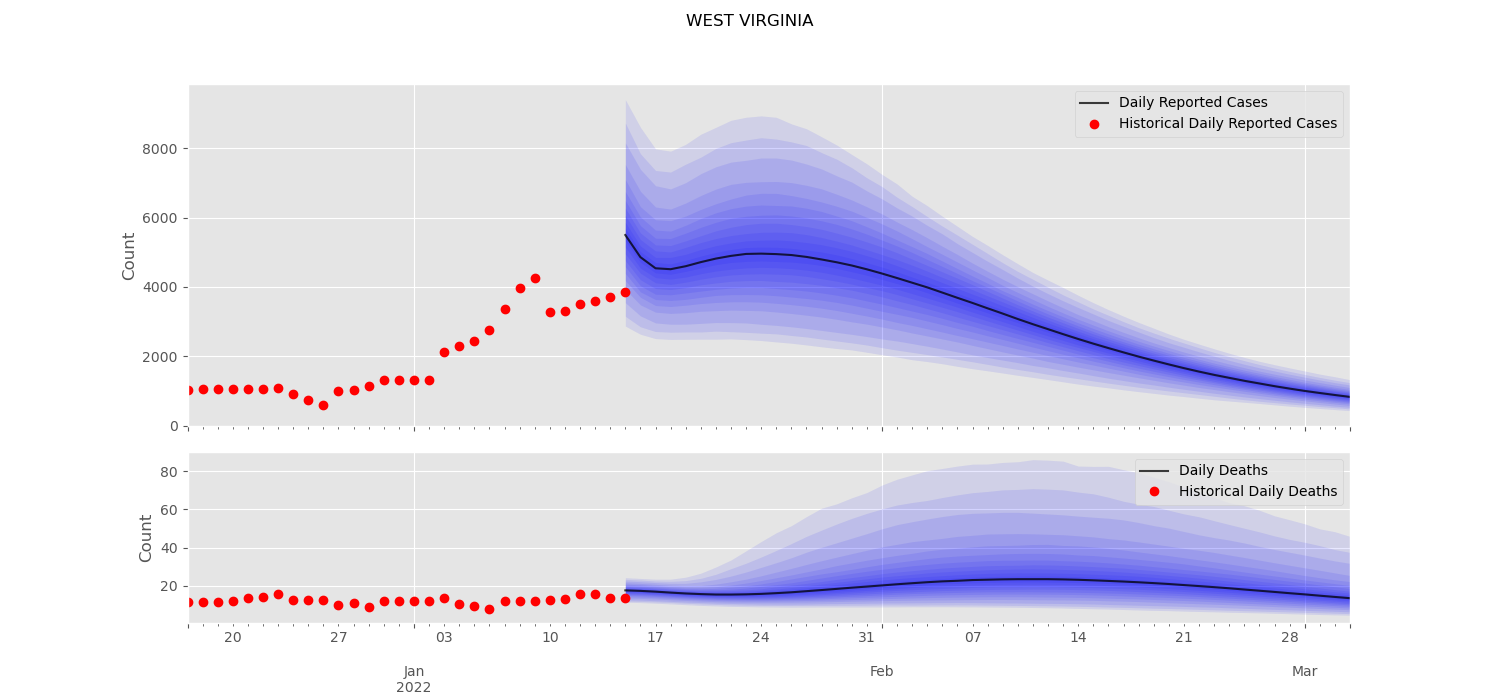 WEST VIRGINIA
Daily Reported Cases
Historical Daily Reported Cases
Count
8000
6000
4000
2000
0
Daily Deaths
Historical Daily Deaths
Count
80
60
40
20
20 27 03 10 17 24 31 07 14 21 28
Jan Feb Mar
2022